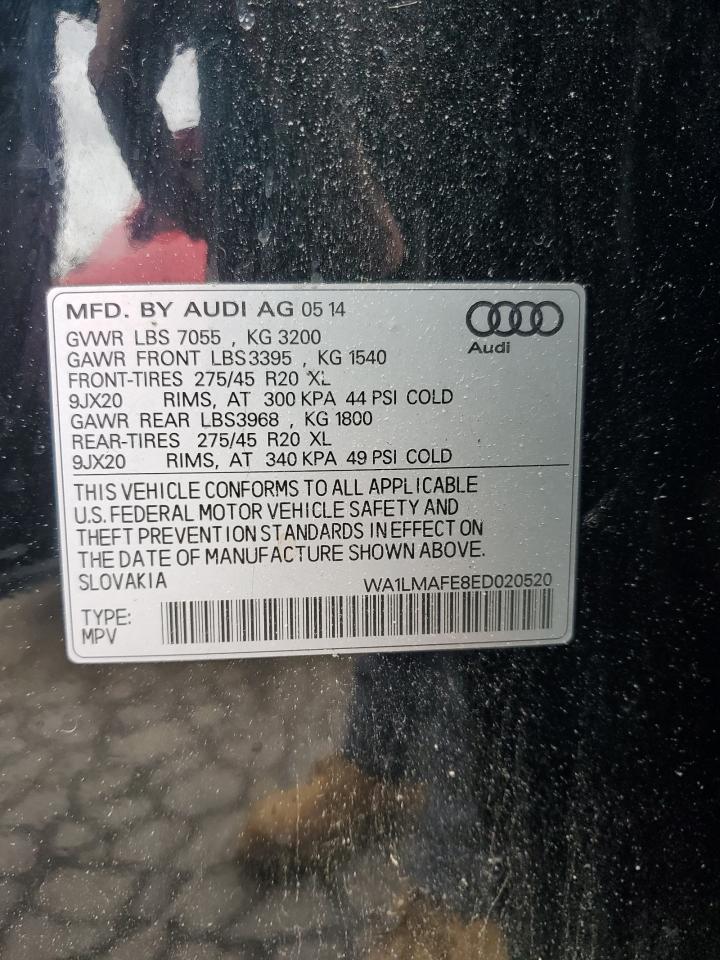 MFD. BY AUDI AG 05 14
Audi
GVWR LBS 7055 , KG 3200
GAWR FRONT LBS3395 , KG 1540
FRONT-TIRES 275/45 R20 XL
9JX20 RIMS, AT 300 KPA 44 PSI COLD
GAWR REAR LBS3968 , KG 1800
REAR-TIRES 275/45 R20 XL
9JX20 RIMS, AT 340 KPA 49 PSI COLD
THIS VEHICLE CONFORMS TO ALL APPLICABLE
U.S. FEDERAL MOTOR VEHICLE SAFETY AND
THEFT PREVENTION STANDARDS IN EFFECT ON
THE DATE OF MANUFACTURE SHOWN ABOVE.
SLOVAKIA WA1LMAFE8ED020520
TYPE:
MPV